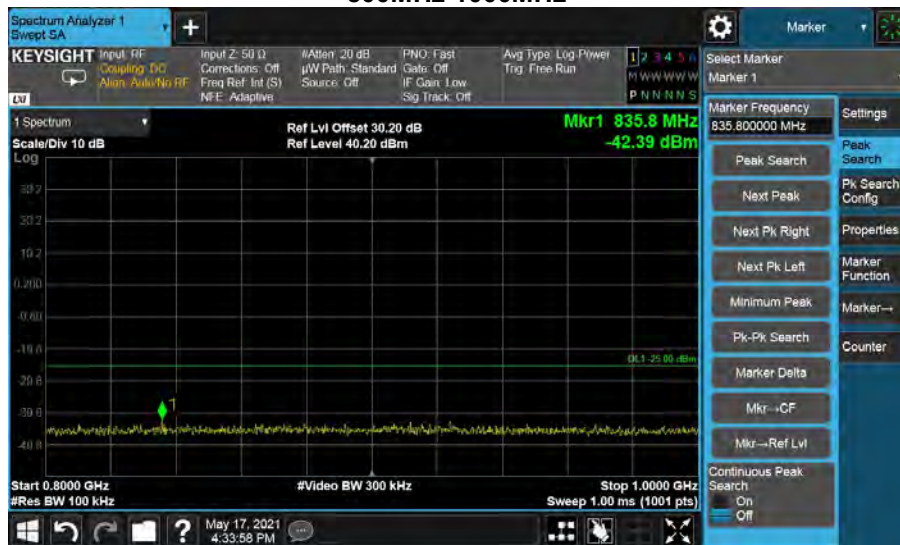 800MHz-1000MHz
Spectrum Analyzer 1
Swept SA
+
Marker
KEYSIGHT
Input: RF
Coupling: DC
Align: Auto/No RF
Input Z: 50 Ω
Corrections: Off
Freq Ref: Int (S)
NFE: Adaptive
#Atten: 20 dB
µW Path: Standard
Source: Off
PNO: Fast
Gate: Off
IF Gain: Low
Sig Track: Off
Avg Type: Log-Power
Trig: Free Run
1 2 3 4 5 6
M W W W W W
P N N N N S
LXI
Select Marker
Marker 1
1 Spectrum
Scale/Div 10 dB
Log
Ref Lvl Offset 30.20 dB
Ref Level 40.20 dBm
Mkr1 835.8 MHz
-42.39 dBm
30.2
20.2
10.2
0.200
-9.80
-19.8
-29.8
-39.8
-49.8
DL1 -25.00 dBm
1
Start 0.8000 GHz
#Res BW 100 kHz
#Video BW 300 kHz
Stop 1.0000 GHz
Sweep 1.00 ms (1001 pts)
Marker Frequency
835.800000 MHz
Peak Search
Next Peak
Next Pk Right
Next Pk Left
Minimum Peak
Pk-Pk Search
Marker Delta
Mkr→CF
Mkr→Ref Lvl
Continuous Peak
Search
On
Off
Settings
Peak
Search
Pk Search
Config
Properties
Marker
Function
Marker→
Counter
?
May 17, 2021
4:33:58 PM